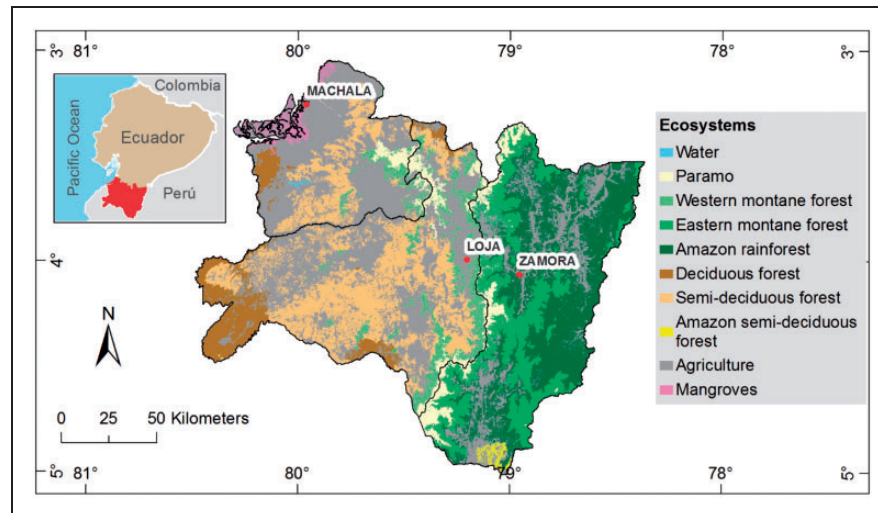 81° 80° 79° 78°
3° 3°
Colombia
Pacific Ocean
Ecuador
Perú
MACHALA
LOJA
ZAMORA
4° 4°
N
0 25 50 Kilometers
Ecosystems
Water
Paramo
Western montane forest
Eastern montane forest
Amazon rainforest
Deciduous forest
Semi-deciduous forest
Amazon semi-deciduous
forest
Agriculture
Mangroves
5° 5°
81° 80° 79° 78°